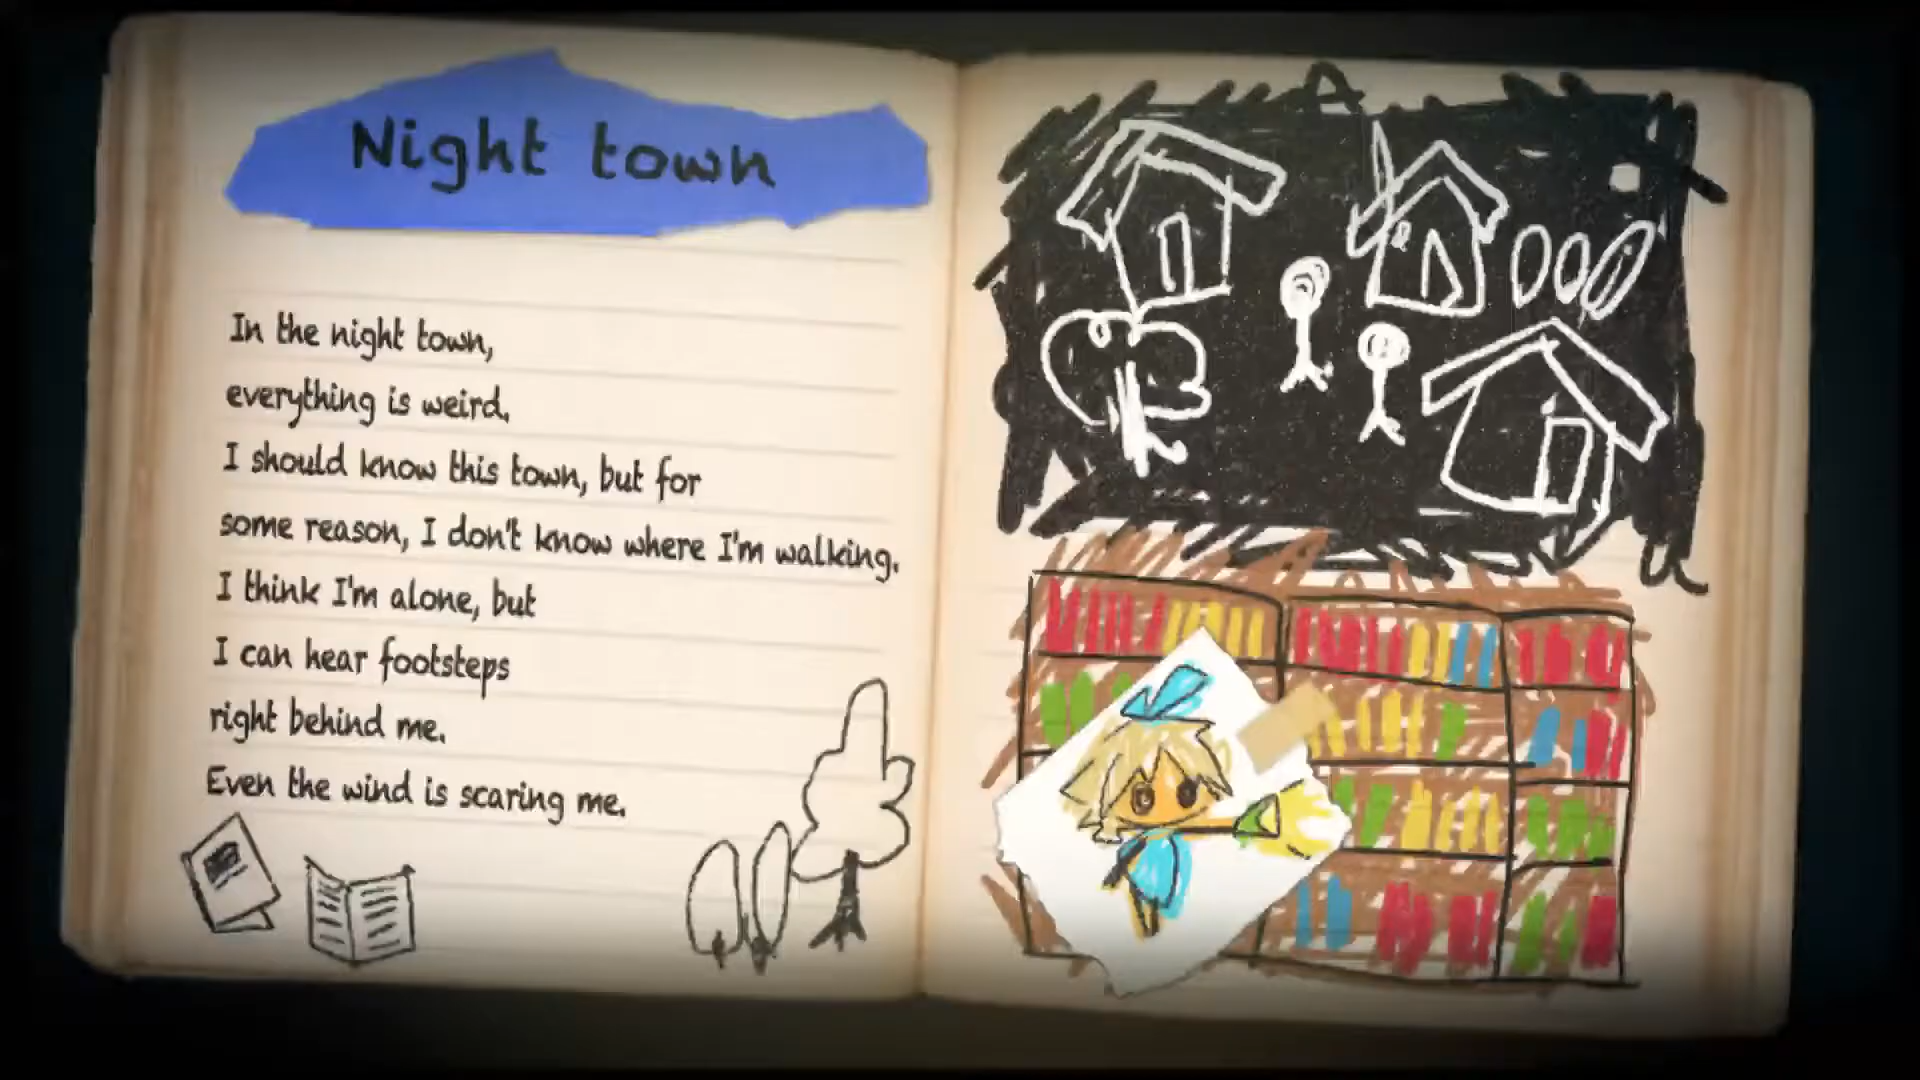 Night town
In the night town,
everything is weird.
I should know this town, but for
some reason, I don't know where I'm walking.
I think I'm alone, but
I can hear footsteps
right behind me.
Even the wind is scaring me.